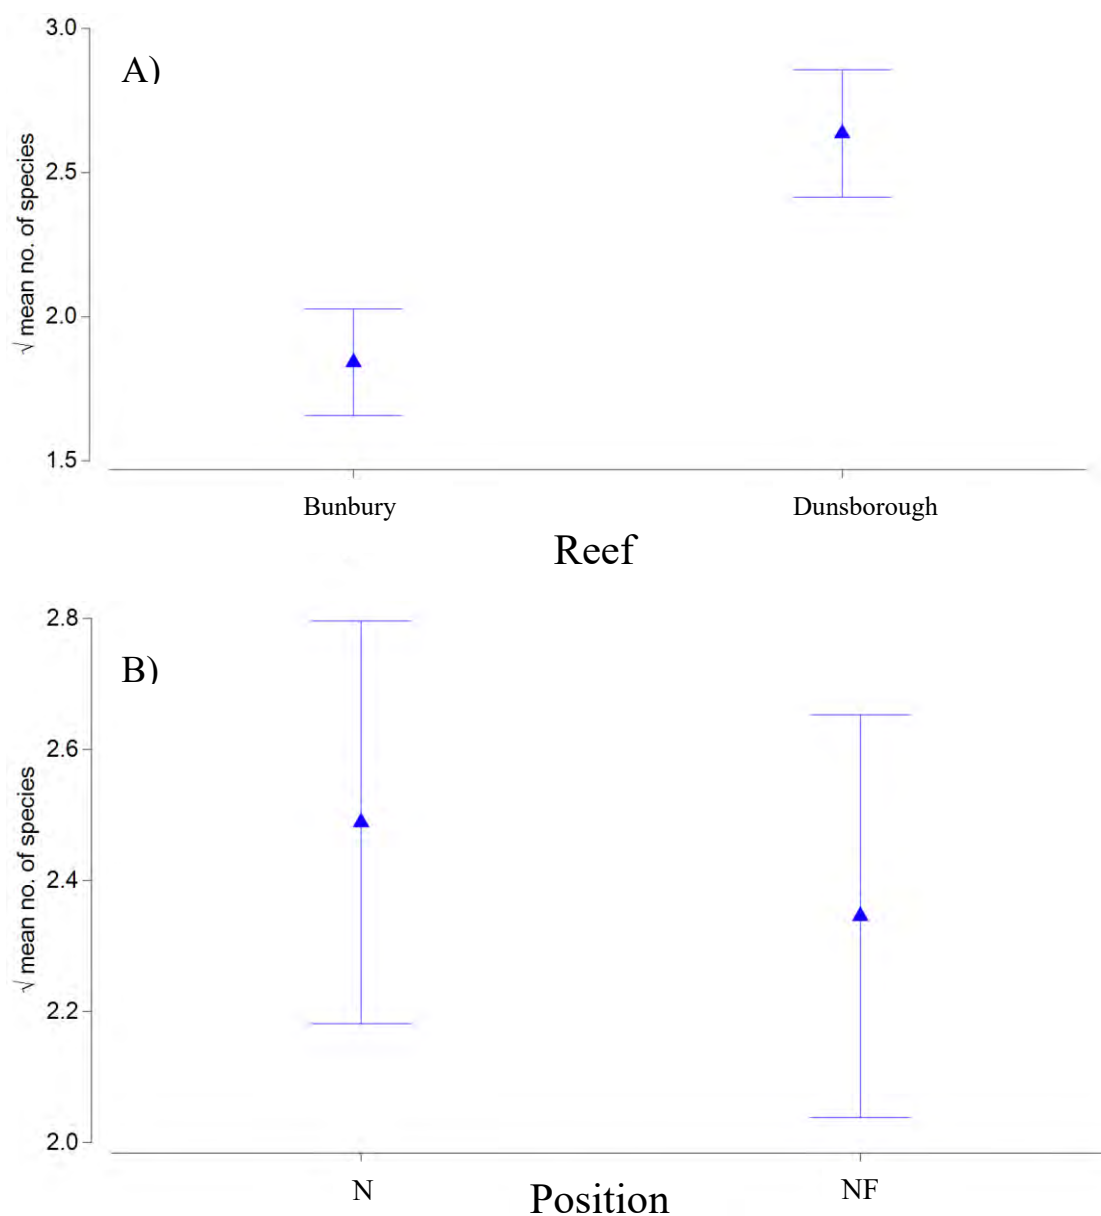 3.0
A)
2.5
2.0
1.5
√ mean no. of species
Bunbury Dunsborough
Reef
2.8
B)
2.6
2.4
2.2
2.0
√ mean no. of species
N NF
Position